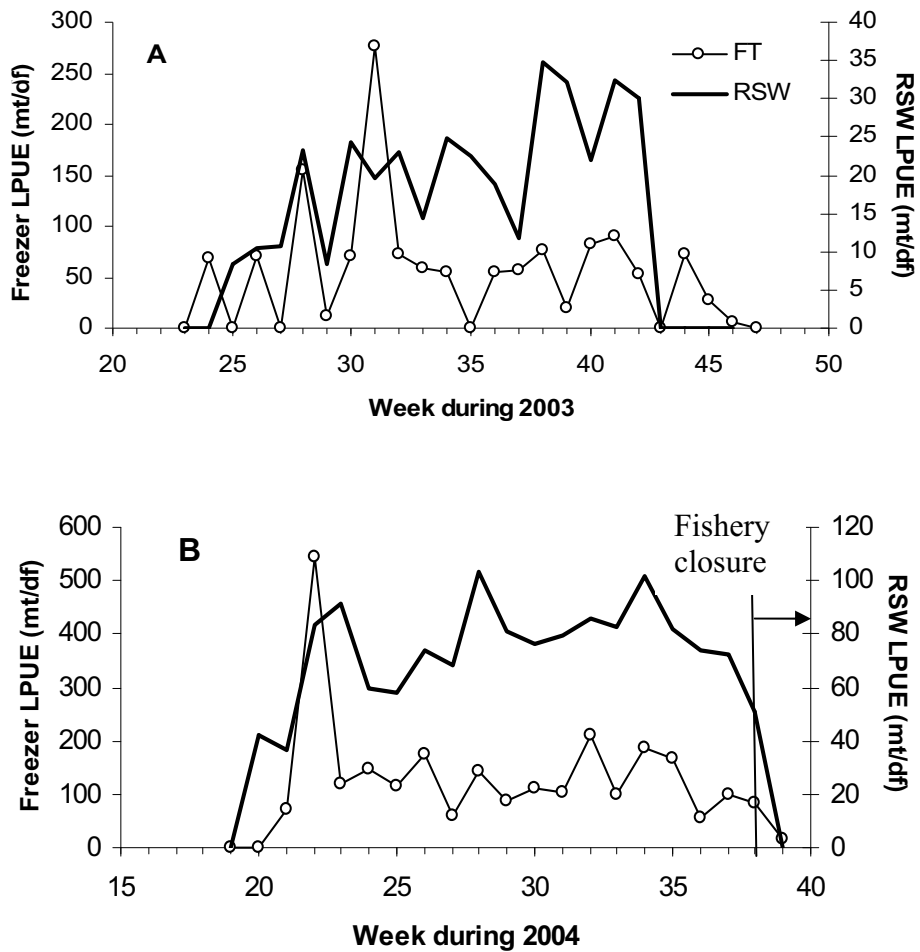 A
FT
RSW
Freezer LPUE (mt/df)
300
250
200
150
100
50
0
RSW LPUE (mt/df)
40
35
30
25
20
15
10
5
0
20 25 30 35 40 45 50
Week during 2003
B
Fishery
closure
Freezer LPUE (mt/df)
600
500
400
300
200
100
0
RSW LPUE (mt/df)
120
100
80
60
40
20
0
15 20 25 30 35 40
Week during 2004